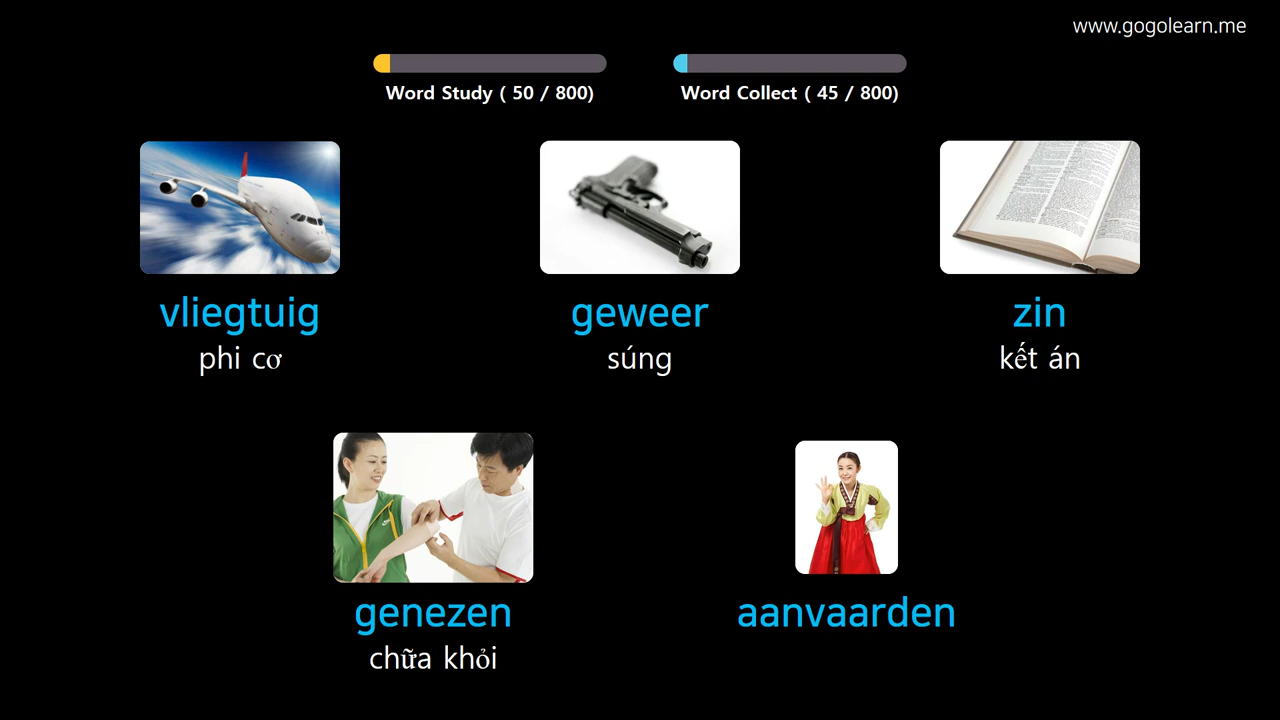 www.gogolearn.me
Word Study ( 50 / 800)
Word Collect ( 45 / 800)
vliegtuig
phi cơ
geweer
súng
zin
kết án
genezen
chữa khỏi
aanvaarden